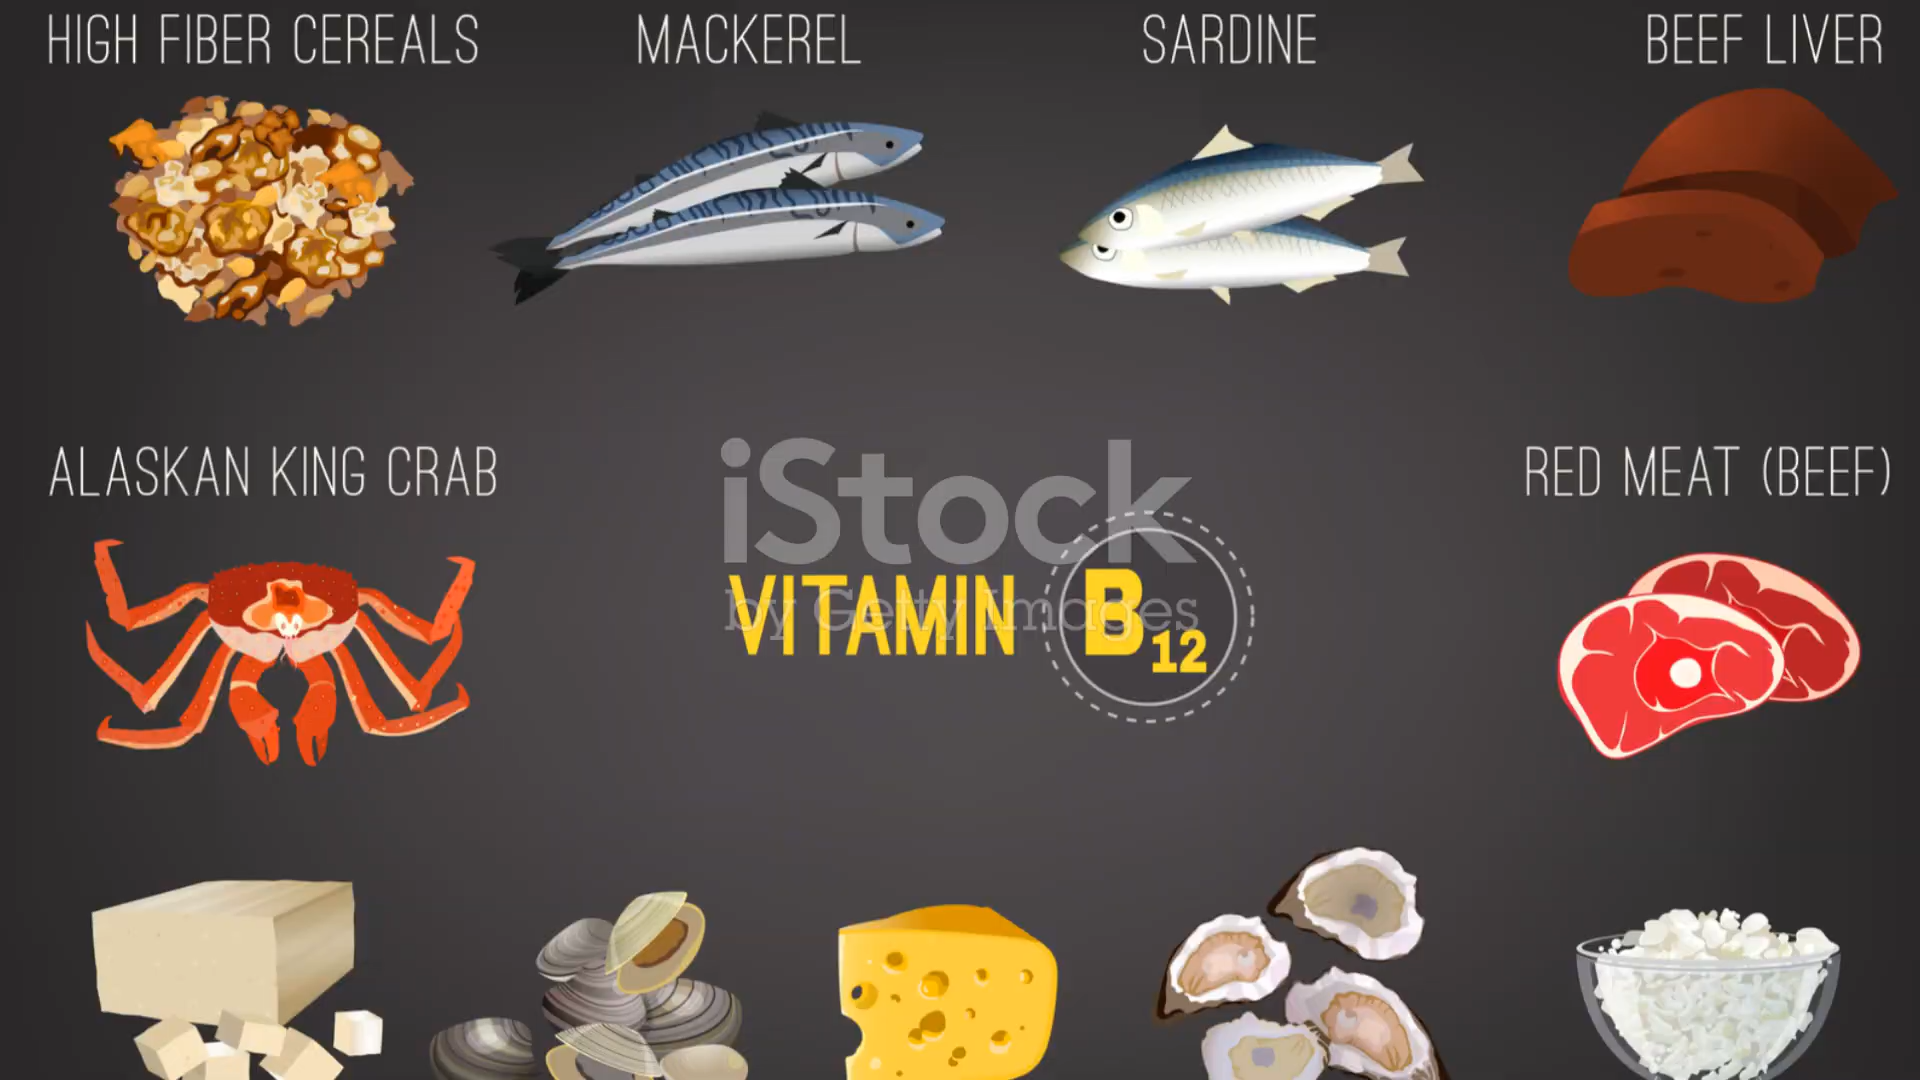 HIGH FIBER CEREALS
MACKEREL
SARDINE
BEEF LIVER
ALASKAN KING CRAB
RED MEAT (BEEF)
iStock
by Getty Images
VITAMIN B12